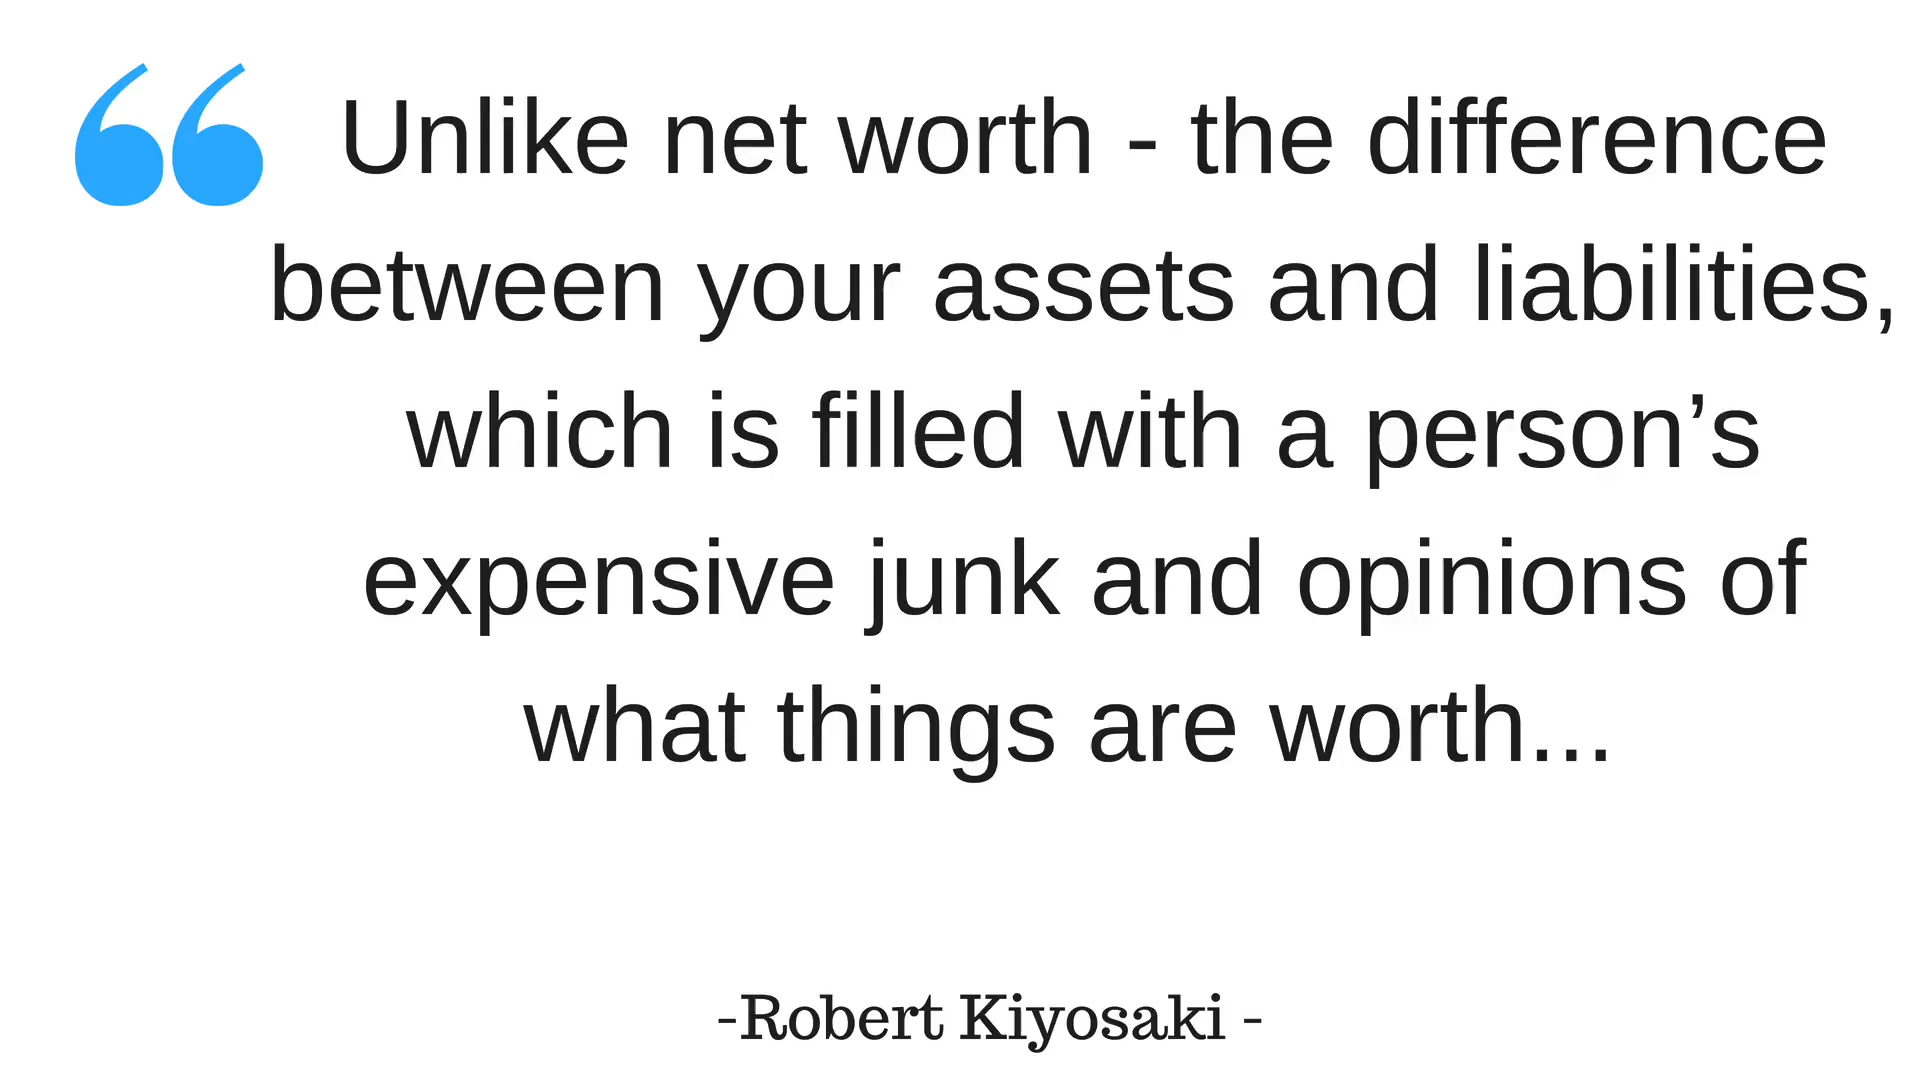 “
Unlike net worth - the difference
between your assets and liabilities,
which is filled with a person’s
expensive junk and opinions of
what things are worth...
-Robert Kiyosaki -